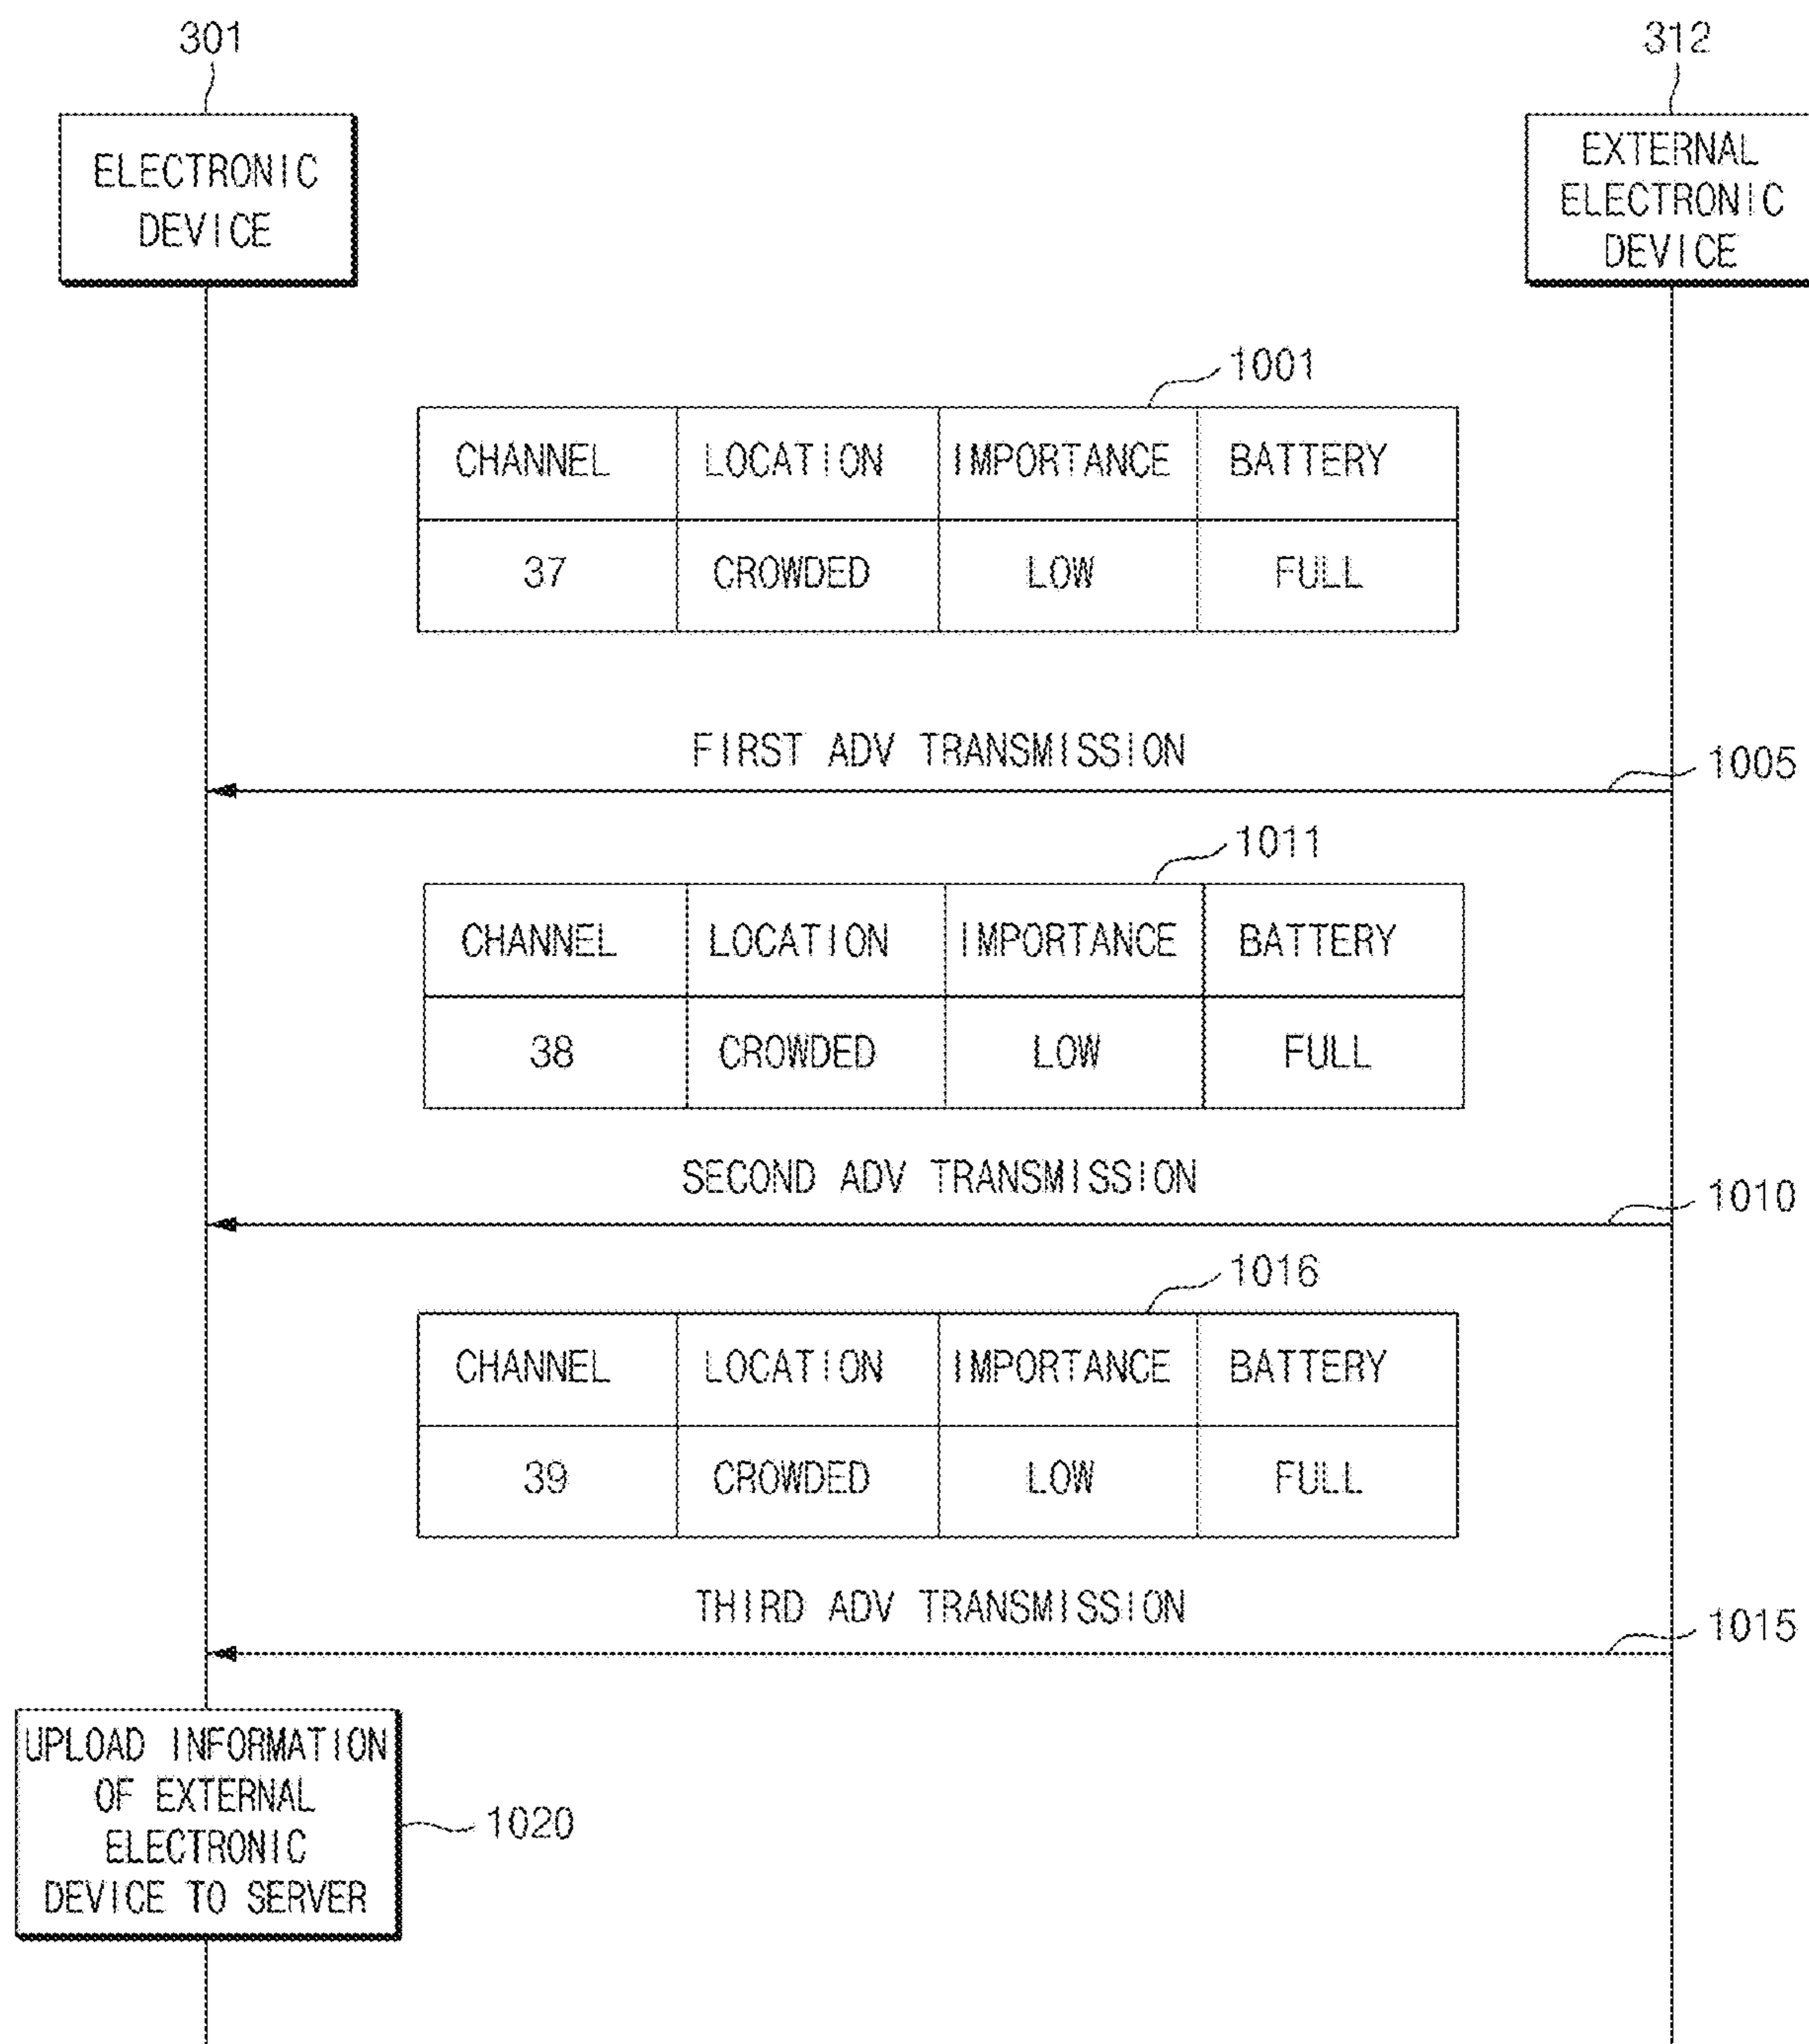 301
312
ELECTRONIC
DEVICE
EXTERNAL
ELECTRONIC
DEVICE
1001
CHANNEL LOCATION IMPORTANCE BATTERY
37 CROWDED LOW FULL
FIRST ADV TRANSMISSION
1005
1011
CHANNEL LOCATION IMPORTANCE BATTERY
38 CROWDED LOW FULL
SECOND ADV TRANSMISSION
1010
1016
CHANNEL LOCATION IMPORTANCE BATTERY
39 CROWDED LOW FULL
THIRD ADV TRANSMISSION
1015
UPLOAD INFORMATION
OF EXTERNAL
ELECTRONIC
DEVICE TO SERVER
1020